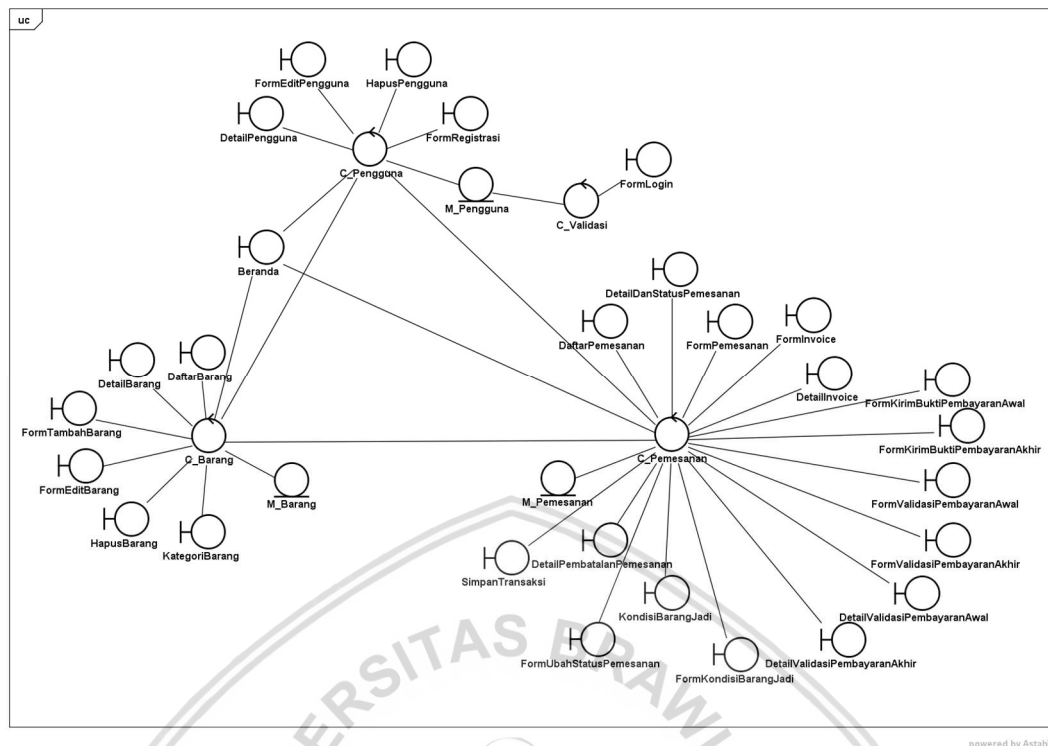 uc
FormEditPengguna
HapusPengguna
DetailPengguna
FormRegistrasi
C_Pengguna
FormLogin
M_Pengguna
C_Validasi
Beranda
DetailDanStatusPemesanan
DaftarPemesanan
FormPemesanan
FormInvoice
DetailBarang
DaftarBarang
DetailInvoice
FormKirimBuktiPembayaranAwal
FormTambahBarang
FormKirimBuktiPembayaranAkhir
C_Barang
C_Pemesanan
FormEditBarang
M_Barang
M_Pemesanan
FormValidasiPembayaranAwal
HapusBarang
KategoriBarang
DetailPembatalanPemesanan
FormValidasiPembayaranAkhir
SimpanTransaksi
KondisiBarangJadi
DetailValidasiPembayaranAwal
FormUbahStatusPemesanan
FormKondisiBarangJadi
DetailValidasiPembayaranAkhir
ERSITAS BRAW
powered by Astah